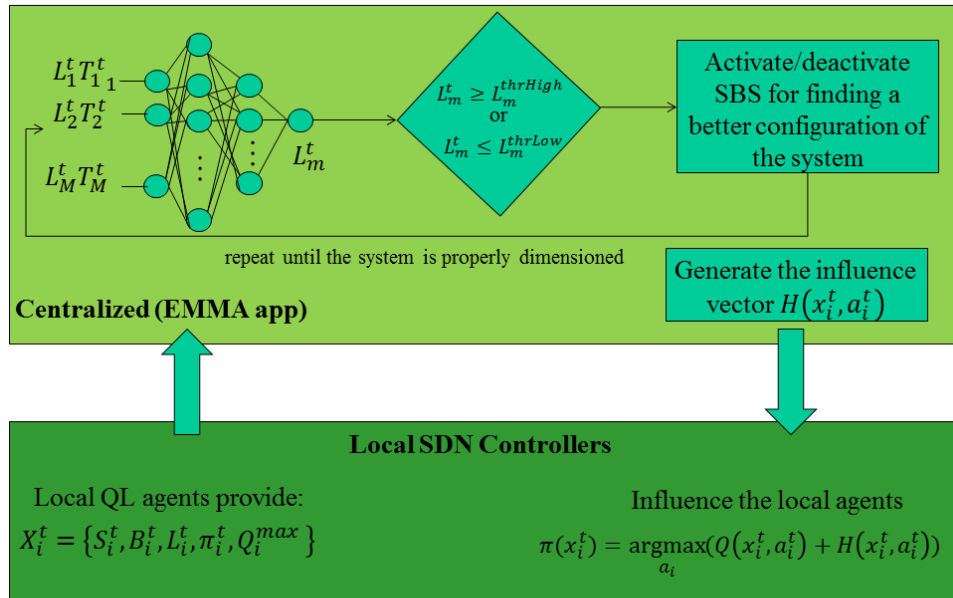 L_1^t T_1^t 1
L_2^t T_2^t
⋮
L_M^t T_M^t
⋮
⋮
L_m^t
L_m^t ≥ L_m^{thrHigh}
or
L_m^t ≤ L_m^{thrLow}
Activate/deactivate
SBS for finding a
better configuration of
the system
repeat until the system is properly dimensioned
Generate the influence
vector H(x_i^t, a_i^t)
Centralized (EMMA app)
Local SDN Controllers
Local QL agents provide:
X_i^t = {S_i^t, B_i^t, L_i^t, π_i^t, Q_i^{max}}
Influence the local agents
π(x_i^t) = argmax(Q(x_i^t, a_i^t) + H(x_i^t, a_i^t))
a_i